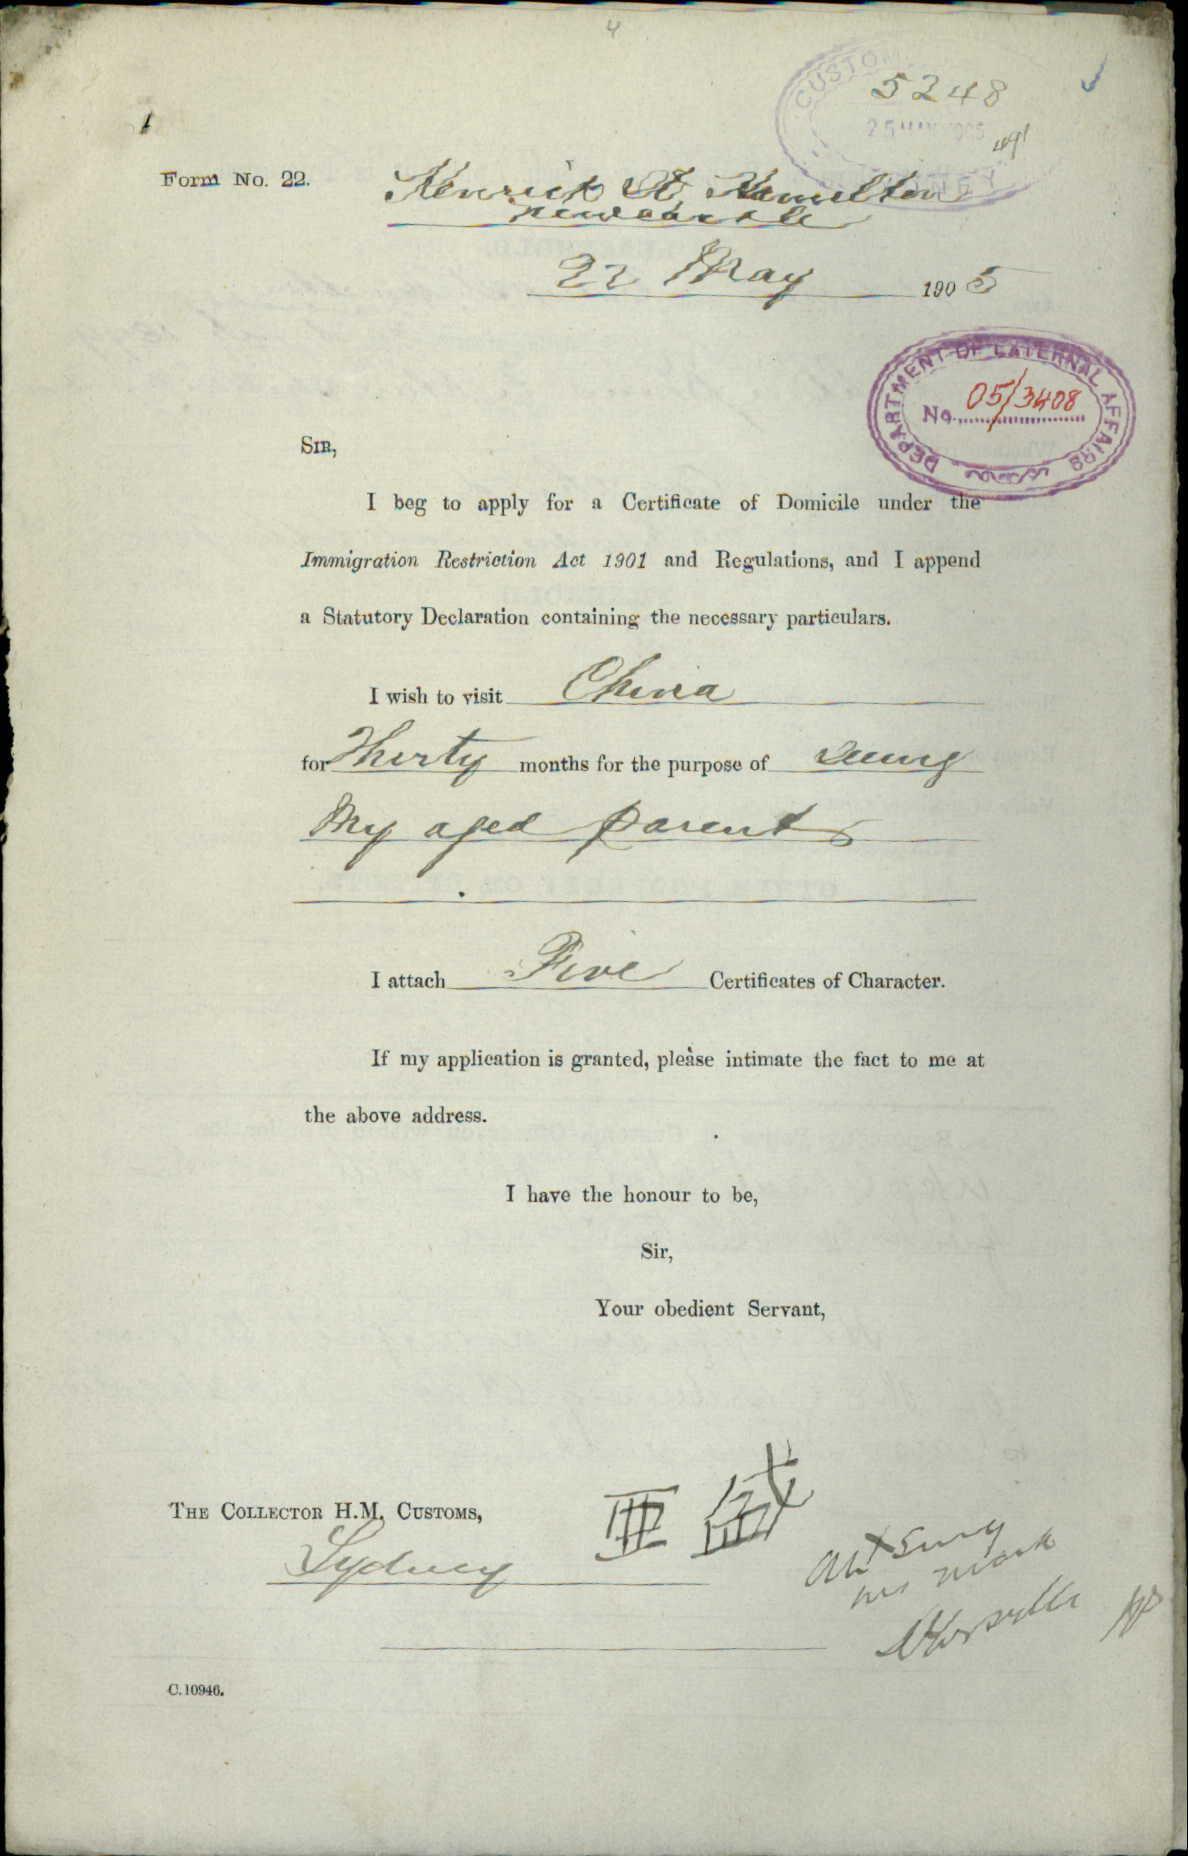 4
CUSTOM
5248
25 MAY 1905
Form No. 22.
Kenrick St, Hamilton
Newcastle
22 May 1905
DEPARTMENT OF EXTERNAL AFFAIRS
No. 05/3408
SIR,
I beg to apply for a Certificate of Domicile under the
Immigration Restriction Act 1901 and Regulations, and I append
a Statutory Declaration containing the necessary particulars.
I wish to visit China
for Thirty months for the purpose of seeing
My aged parents
I attach Five Certificates of Character.
If my application is granted, please intimate the fact to me at
the above address.
I have the honour to be,
Sir,
Your obedient Servant,
THE COLLECTOR H.M. CUSTOMS,
Sydney
亞
Ah X Sing
his mark
JP
C.10946.